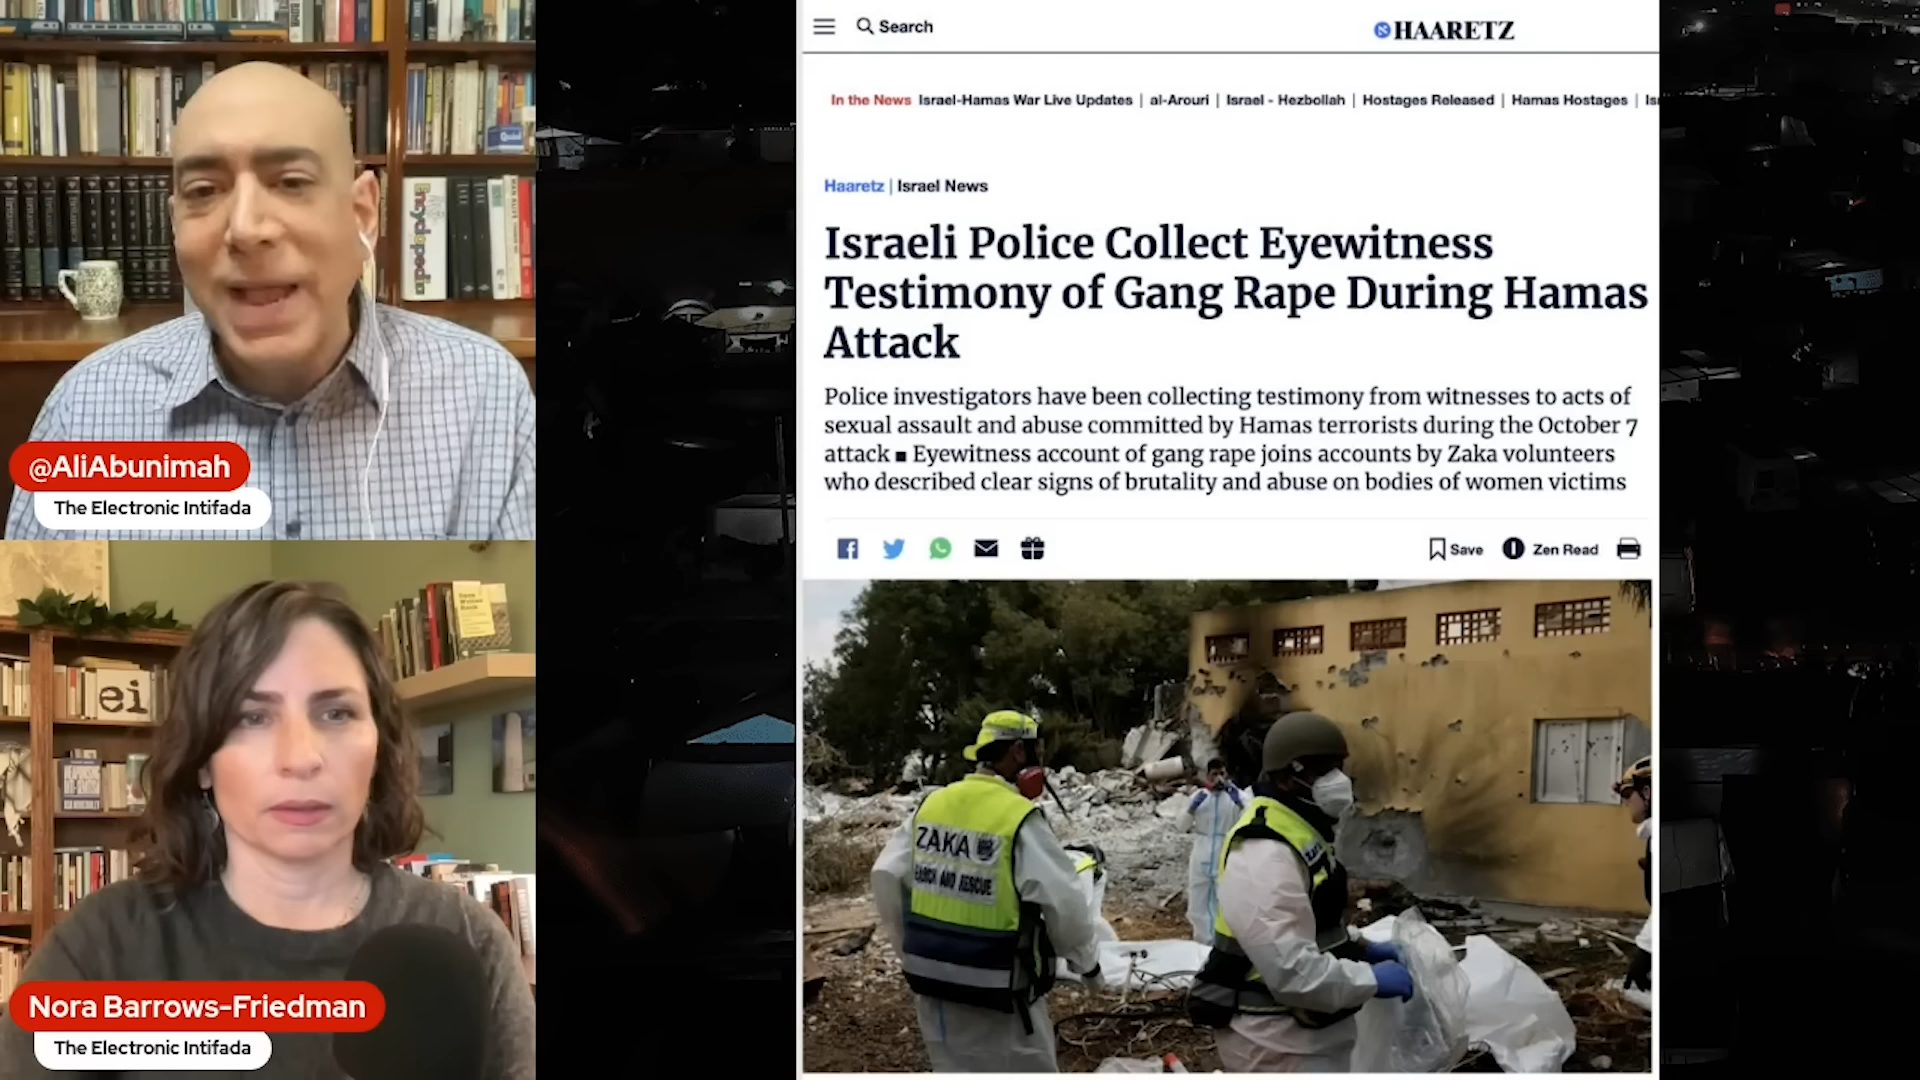 @AliAbunimah
The Electronic Intifada
ei
Nora Barrows-Friedman
The Electronic Intifada
Search
HAARETZ
In the News Israel-Hamas War Live Updates | al-Arouri | Israel - Hezbollah | Hostages Released | Hamas Hostages |
Haaretz | Israel News
Israeli Police Collect Eyewitness
Testimony of Gang Rape During Hamas
Attack
Police investigators have been collecting testimony from witnesses to acts of
sexual assault and abuse committed by Hamas terrorists during the October 7
attack ■ Eyewitness account of gang rape joins accounts by Zaka volunteers
who described clear signs of brutality and abuse on bodies of women victims
Save
Zen Read
ZAKA
AND RESCUE
Encyclopedia